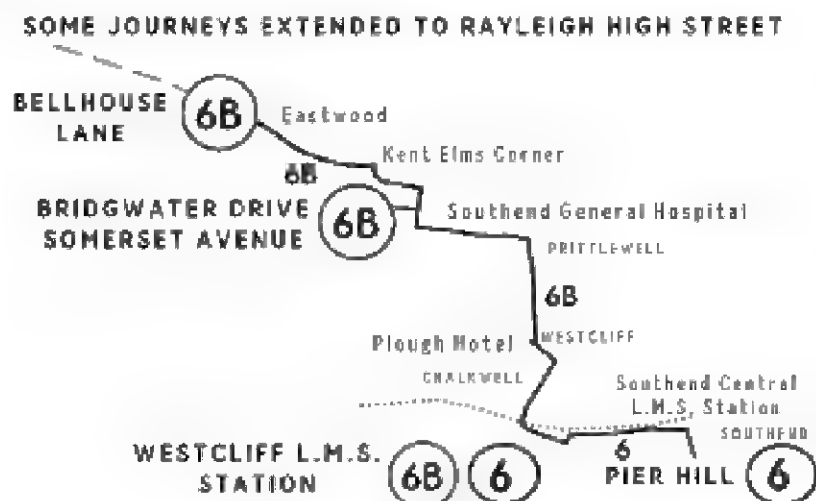 SOME JOURNEYS EXTENDED TO RAYLEIGH HIGH STREET
BELLHOUSE
LANE
6B
Eastwood
6B
Kent Elms Corner
BRIDGWATER DRIVE
SOMERSET AVENUE
6B
Southend General Hospital
PRITTLEWELL
6B
Plough Hotel
WESTCLIFF
CHALKWELL
Southend Central
L.M.S. Station
SOUTHEND
WESTCLIFF L.M.S.
STATION
6B
6
6
PIER HILL
6